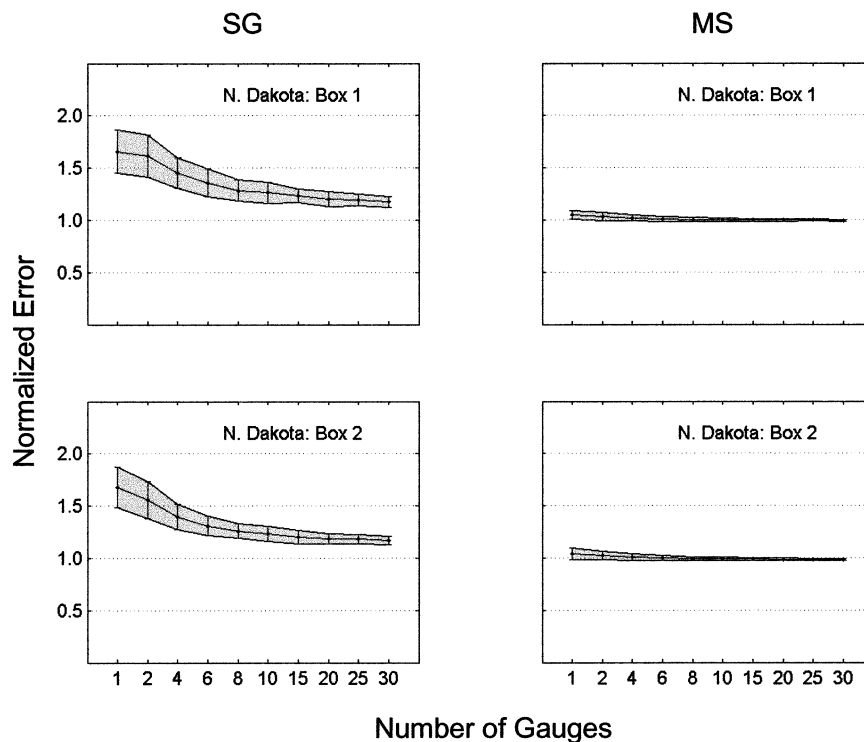 SG
MS
N. Dakota: Box 1
2.0
1.5
1.0
0.5
N. Dakota: Box 1
Normalized Error
N. Dakota: Box 2
2.0
1.5
1.0
0.5
1 2 4 6 8 10 15 20 25 30
N. Dakota: Box 2
1 2 4 6 8 10 15 20 25 30
Number of Gauges